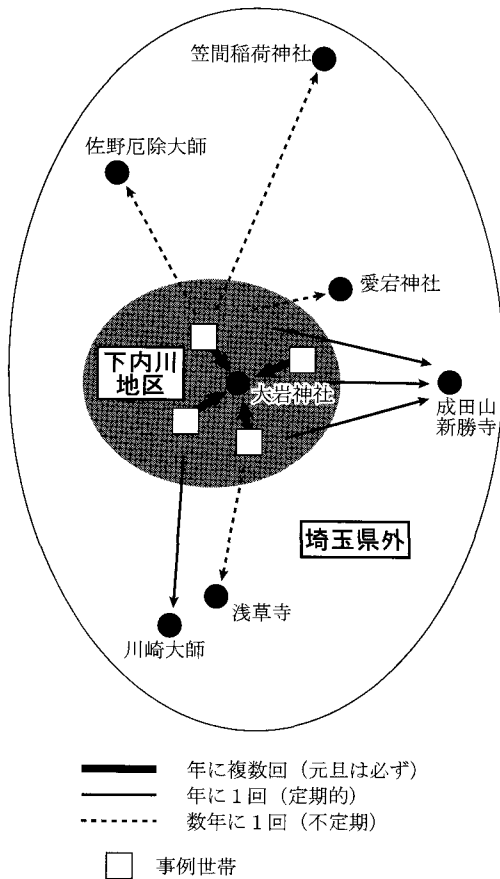 笠間稲荷神社
佐野厄除大師
愛宕神社
下内川
地区
大岩神社
成田山
新勝寺
埼玉県外
浅草寺
川崎大師
年に複数回（元旦は必ず）
年に1回（定期的）
数年に1回（不定期）
事例世帯